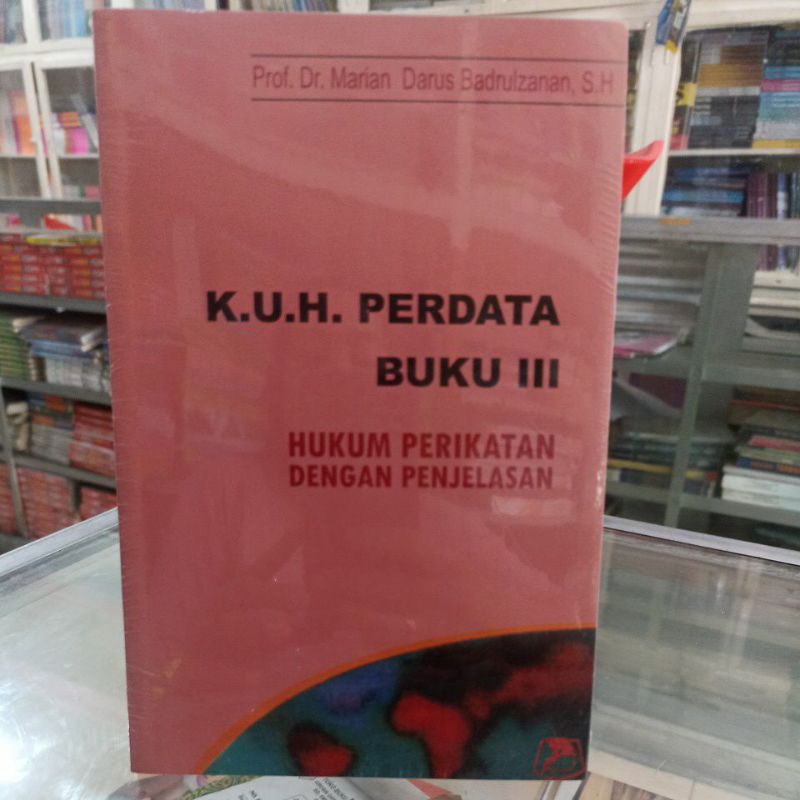 Prof. Dr. Marian Darus Badrulzanan, S.H
K.U.H. PERDATA
BUKU III
HUKUM PERIKATAN
DENGAN PENJELASAN